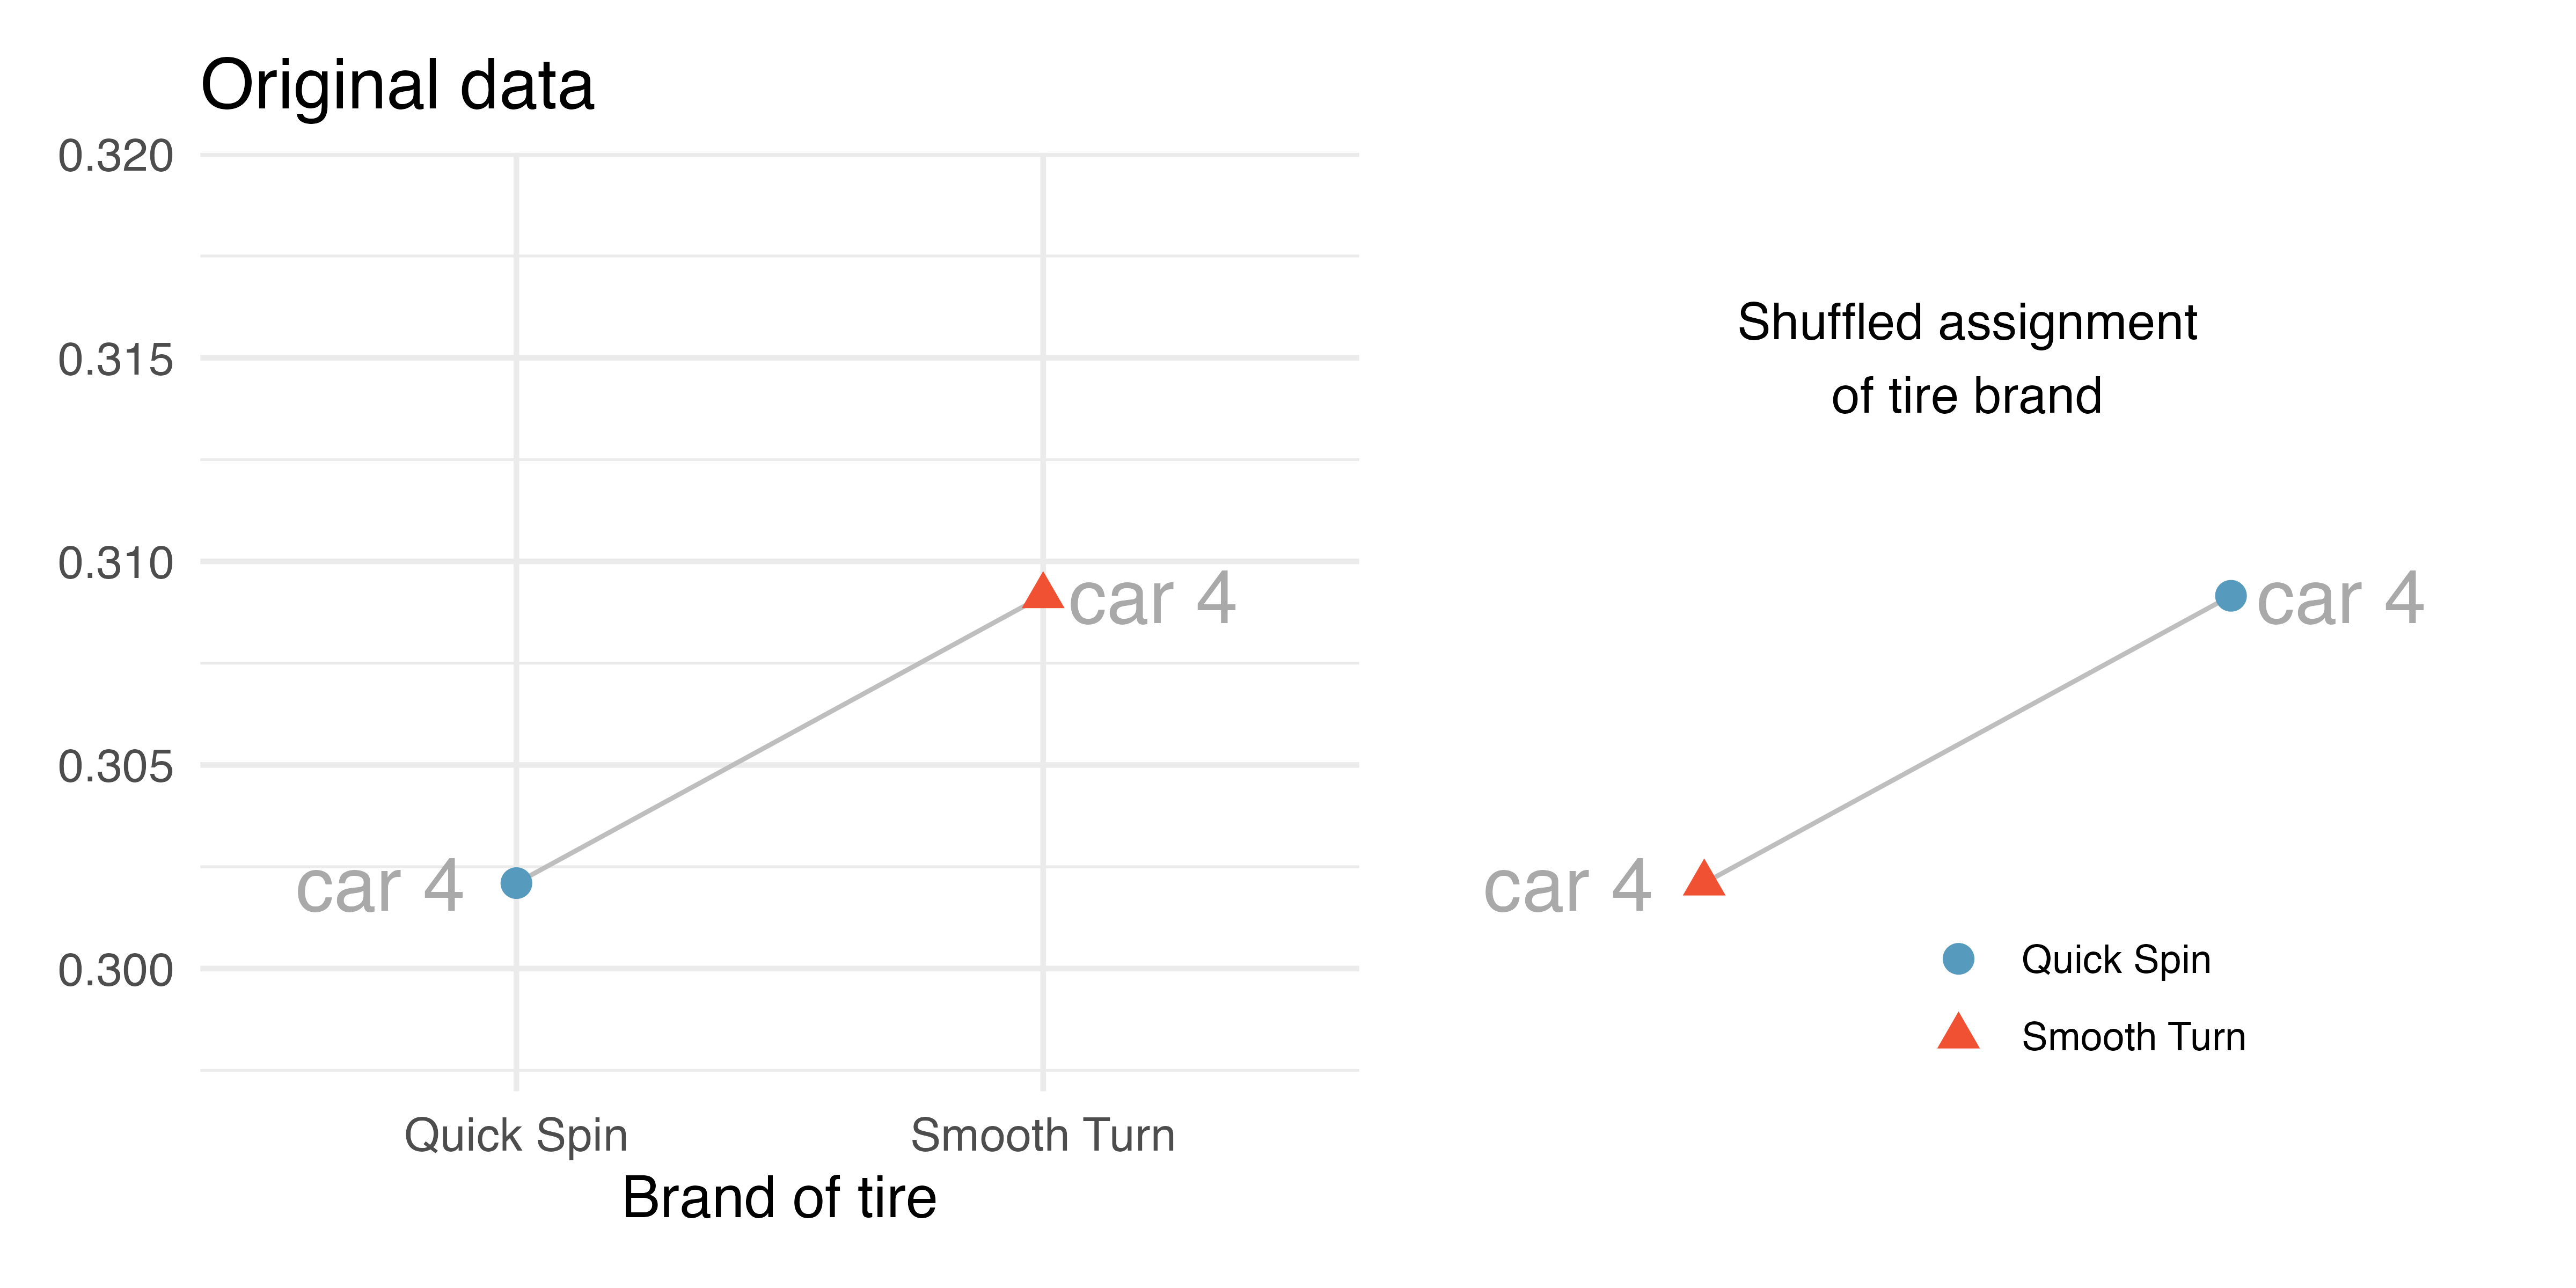 Original data
0.320
0.315
0.310
0.305
0.300
car 4
car 4
Quick Spin
Smooth Turn
Brand of tire
Shuffled assignment
of tire brand
car 4
car 4
Quick Spin
Smooth Turn